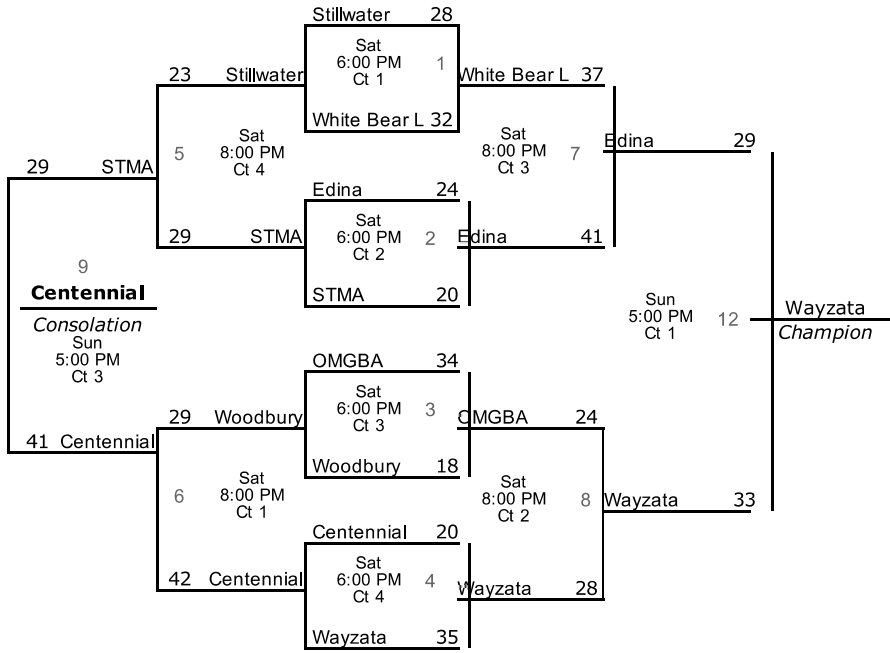 Stillwater 28
Sat
6:00 PM 1
Ct 1
23 Stillwater
White Bear L 37
White Bear L 32
5 Sat
8:00 PM
Ct 4
Sat
8:00 PM 7
Ct 3
Edina 29
29 STMA
Edina 24
Sat
6:00 PM 2
Ct 2
29 STMA
Edina 41
STMA 20
9
Centennial
Consolation
Sun
5:00 PM
Ct 3
Sun
5:00 PM 12
Ct 1
Wayzata
Champion
OMGBA 34
Sat
6:00 PM 3
Ct 3
29 Woodbury
OMGBA 24
41 Centennial
Woodbury 18
6 Sat
8:00 PM
Ct 1
Sat
8:00 PM 8
Ct 2
Wayzata 33
Centennial 20
Sat
6:00 PM 4
Ct 4
42 Centennial
Wayzata 28
Wayzata 35